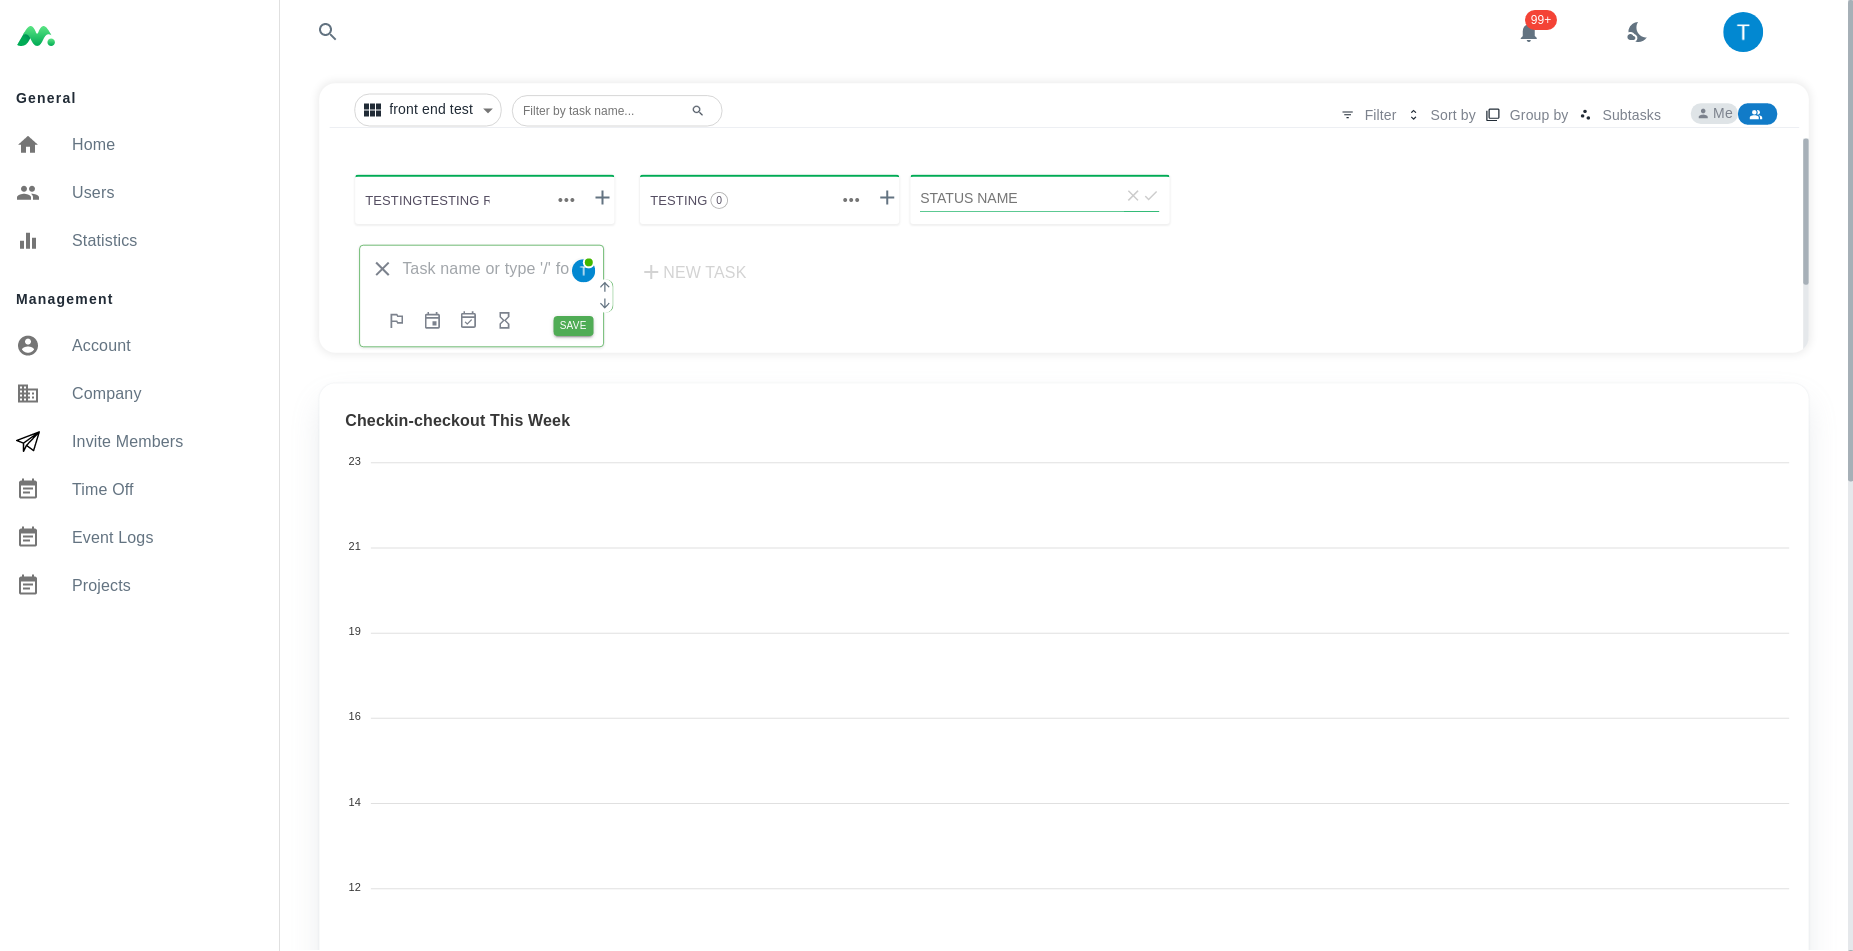 General
Home
Users
Statistics
Management
Account
Company
Invite Members
Time Off
Event Logs
Projects
99+
T
front end test
Filter by task name...
Filter
Sort by
Group by
Subtasks
Me
TESTINGTESTING R
TESTING 0
STATUS NAME
Task name or type '/' fo
T
SAVE
NEW TASK
Checkin-checkout This Week
23
21
19
16
14
12